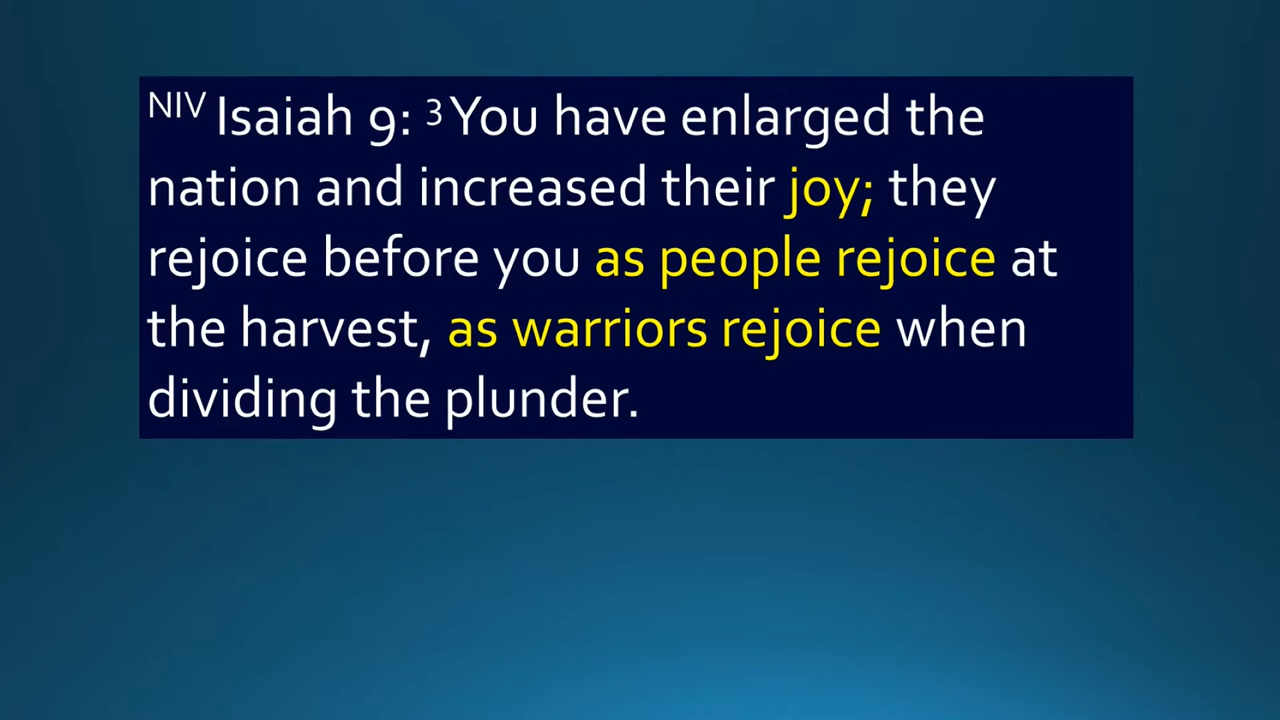 NIV Isaiah 9: 3 You have enlarged the
nation and increased their joy; they
rejoice before you as people rejoice at
the harvest, as warriors rejoice when
dividing the plunder.